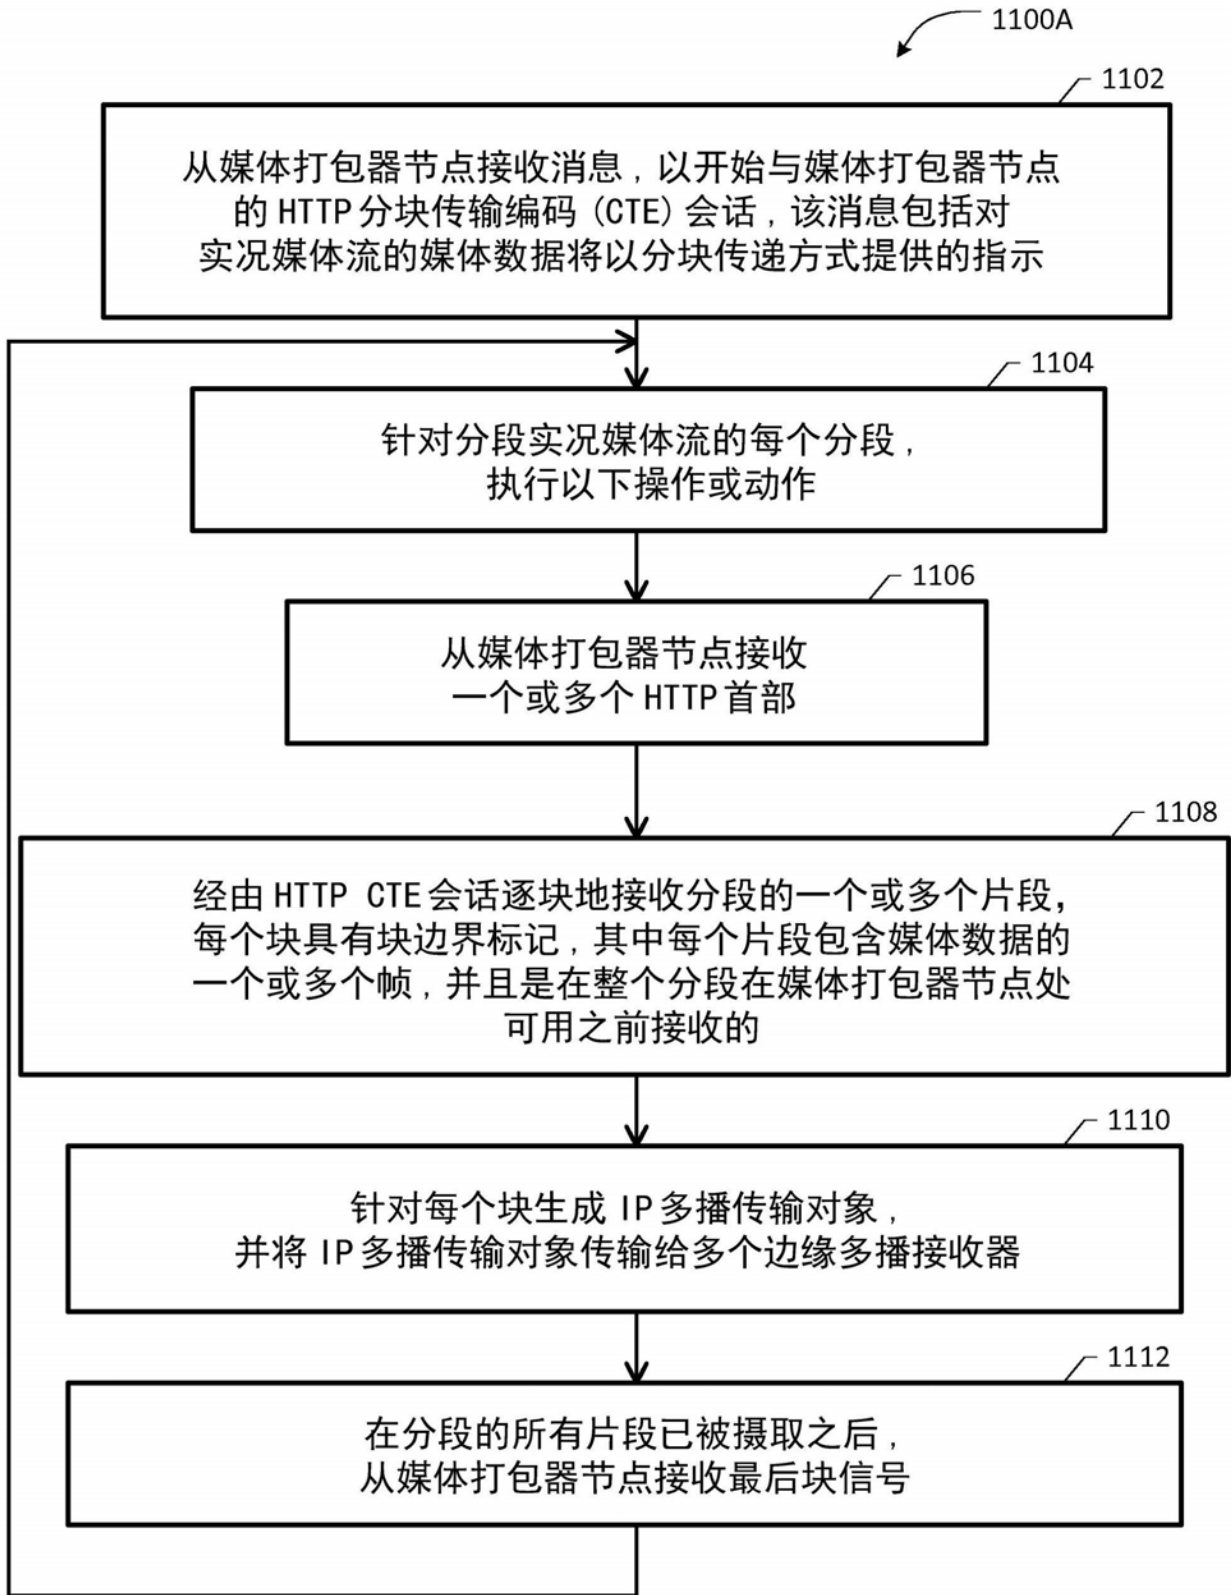 1100A
1102
从媒体打包器节点接收消息，以开始与媒体打包器节点
的 HTTP 分块传输编码 (CTE) 会话，该消息包括对
实况媒体流的媒体数据将以分块传递方式提供的指示
1104
针对分段实况媒体流的每个分段，
执行以下操作或动作
1106
从媒体打包器节点接收
一个或多个 HTTP 首部
1108
经由 HTTP CTE 会话逐块地接收分段的一个或多个片段，
每个块具有块边界标记，其中每个片段包含媒体数据的
一个或多个帧，并且是在整个分段在媒体打包器节点处
可用之前接收的
1110
针对每个块生成 IP 多播传输对象，
并将 IP 多播传输对象传输给多个边缘多播接收器
1112
在分段的所有片段已被摄取之后，
从媒体打包器节点接收最后块信号